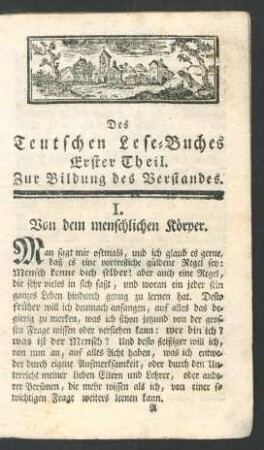 Des
Teutschen Lese-Buches
Erster Theil.
Zur Bildung des Verstandes.
I.
Von dem menschlichen Körper.
Man sagt mir oftmals, und ich glaub es gerne,
daß es eine vortrefliche güldene Regel sey:
Mensch kenne dich selber! aber auch eine Regel,
die sehr vieles in sich faßt, und woran ein jeder sein
ganzes Leben hindurch genug zu lernen hat. Desto
früher will ich demnach anfangen, auf alles das be-
gierig zu merken, was ich schon jetzund von der gros-
sen Frage wissen oder verstehen kann: wer bin ich?
was ist der Mensch? Und desto fleißiger will ich,
von nun an, auf alles Acht haben, was ich entwe-
der durch eigene Aufmerksamkeit, oder durch den Un-
terricht meiner lieben Eltern und Lehrer, oder ande-
rer Personen, die mehr wissen als ich, von einer so
wichtigen Frage weiters lernen kann.
A